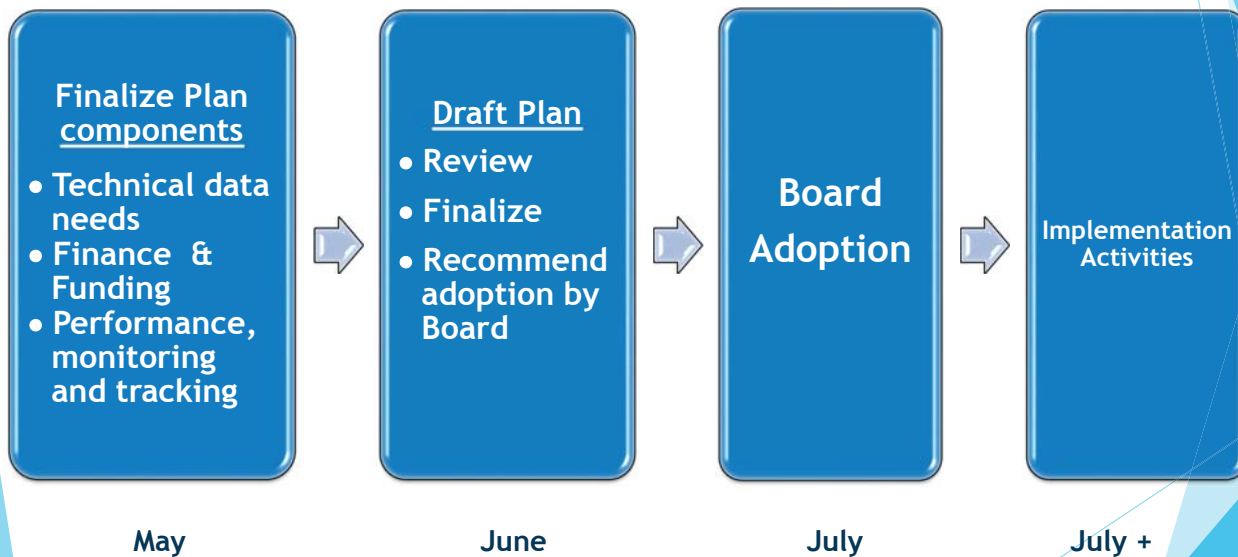 Finalize Plan
components
• Technical data
needs
• Finance & 
Funding
• Performance,
monitoring
and tracking
Draft Plan
• Review
• Finalize
• Recommend
adoption by
Board
Board
Adoption
Implementation
Activities
May
June
July
July +